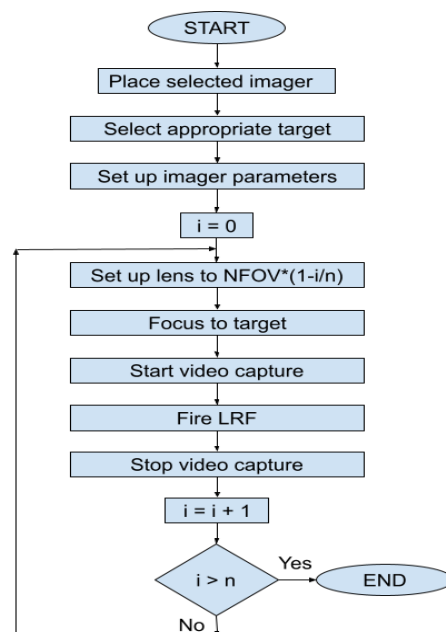 START
Place selected imager
Select appropriate target
Set up imager parameters
i = 0
Set up lens to NFOV*(1-i/n)
Focus to target
Start video capture
Fire LRF
Stop video capture
i = i + 1
i > n
Yes
END
No